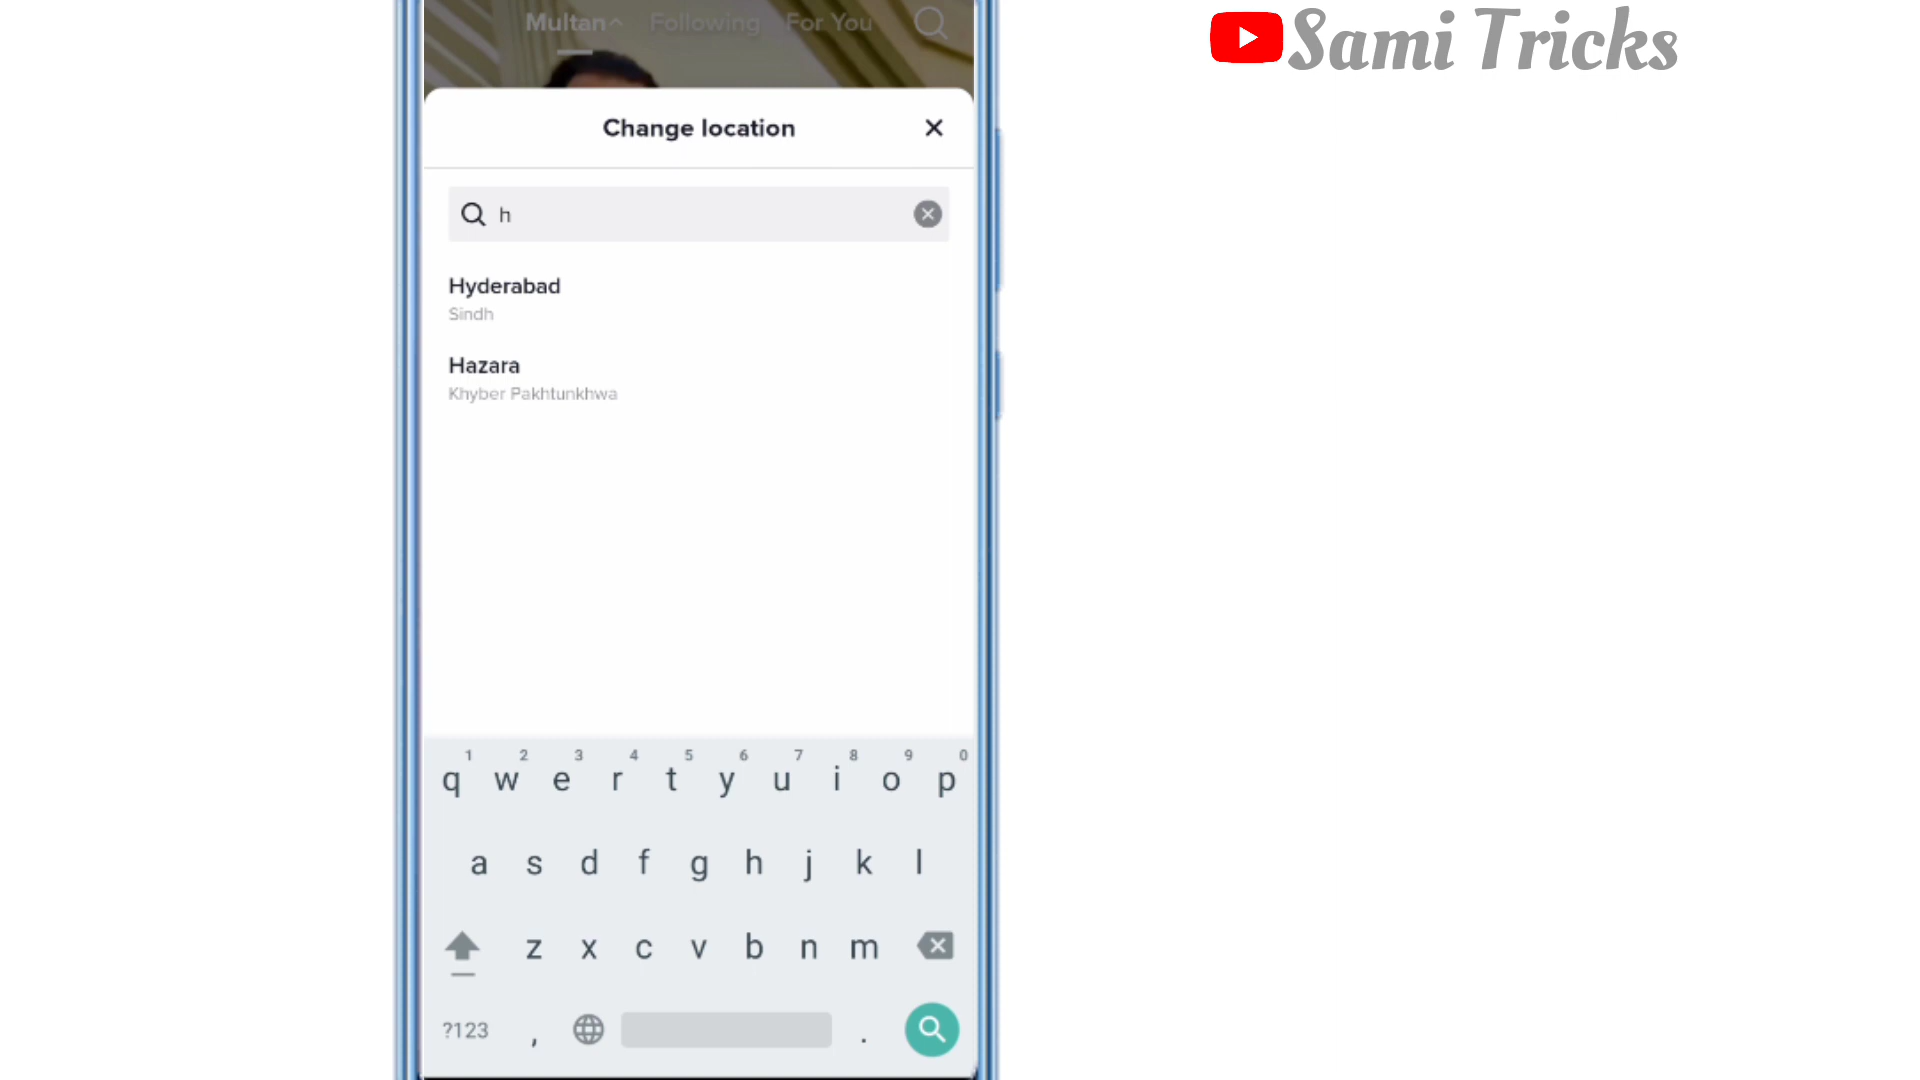 Sami Tricks
Multan Following For You
Change location
h
Hyderabad
Sindh
Hazara
Khyber Pakhtunkhwa
1 2 3 4 5 6 7 8 9 0
q w e r t y u i o p
a s d f g h j k l
z x c v b n m
?123 , .